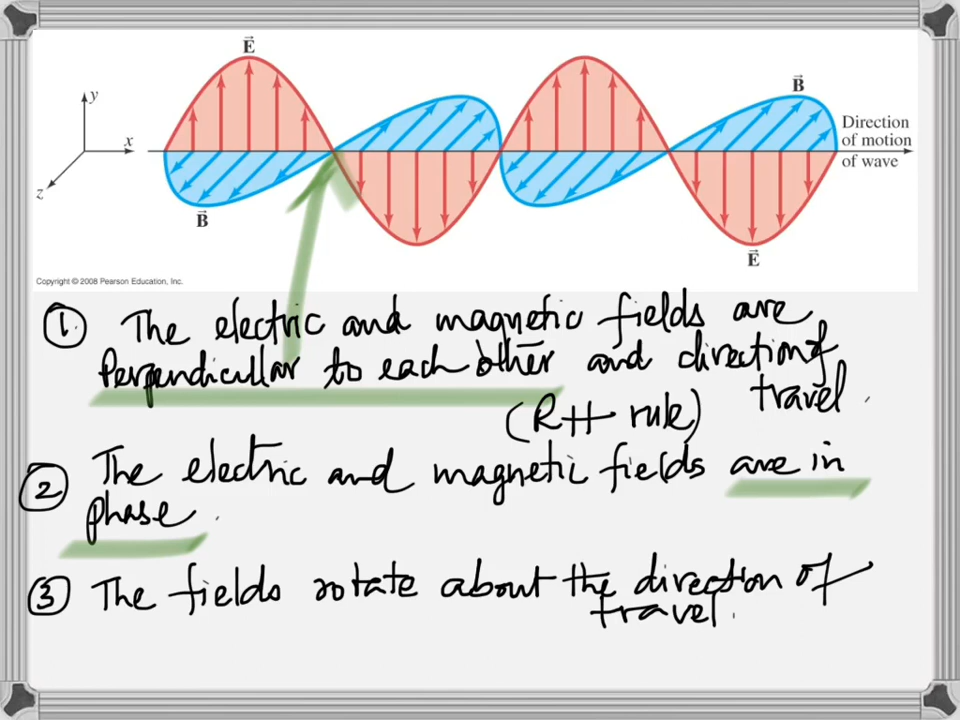 E
B
y
x
z
Direction
of motion
of wave
B
E
Copyright © 2008 Pearson Education, Inc.
1. The electric and magnetic fields are
perpendicular to each other and direction of
travel.
(RH rule)
2 The electric and magnetic fields are in
phase.
3 The fields rotate about the direction of
travel.